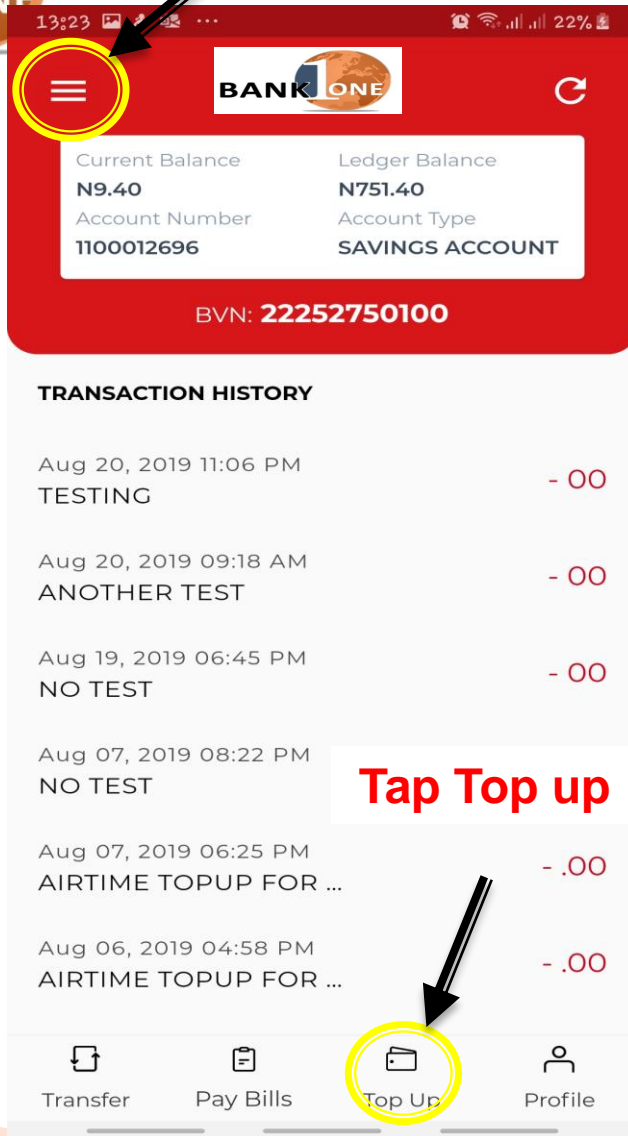 13:23 ... 22%
BANK ONE
Current Balance Ledger Balance
N9.40 N751.40
Account Number Account Type
1100012696 SAVINGS ACCOUNT
BVN: 22252750100
TRANSACTION HISTORY
Aug 20, 2019 11:06 PM
TESTING - 00
Aug 20, 2019 09:18 AM
ANOTHER TEST - 00
Aug 19, 2019 06:45 PM
NO TEST - 00
Aug 07, 2019 08:22 PM
NO TEST
Tap Top up
Aug 07, 2019 06:25 PM
AIRTIME TOPUP FOR ... - .00
Aug 06, 2019 04:58 PM
AIRTIME TOPUP FOR ... - .00
Transfer Pay Bills Top Up Profile